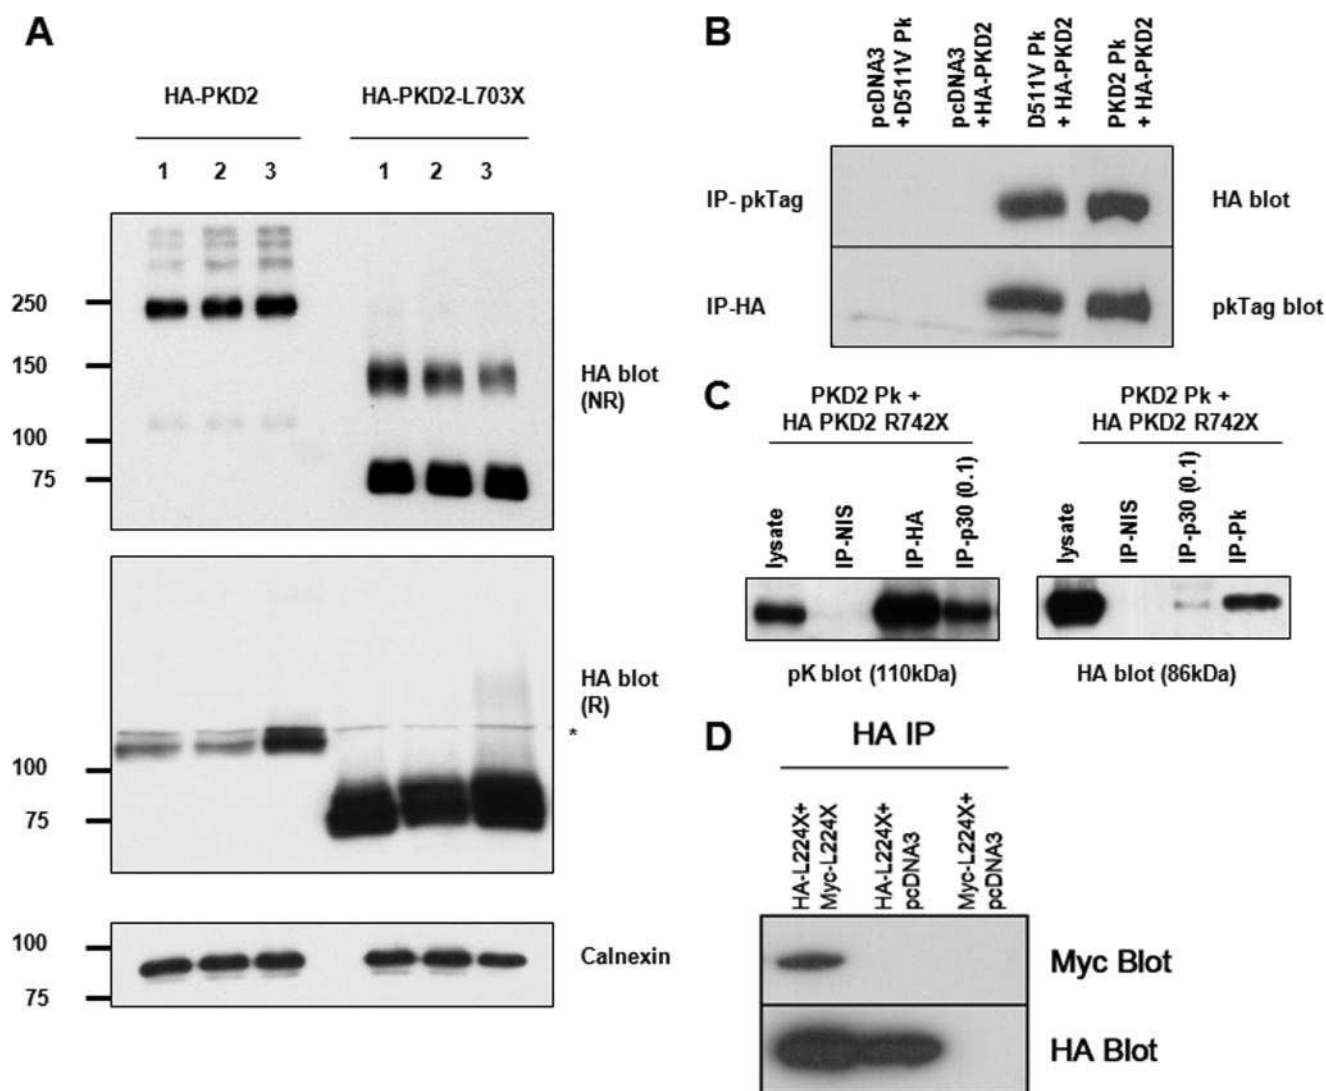 A
HA-PKD2
HA-PKD2-L703X
1 2 3
1 2 3
250
150
100
75
HA blot
(NR)
HA blot
(R)
*
100
75
100
75
Calnexin
B
pcDNA3
+D511V Pk
pcDNA3
+HA-PKD2
D511V Pk
+ HA-PKD2
PKD2 Pk
+ HA-PKD2
IP- pkTag
HA blot
IP-HA
pkTag blot
C
PKD2 Pk +
HA PKD2 R742X
PKD2 Pk +
HA PKD2 R742X
lysate
IP-NIS
IP-HA
IP-p30 (0.1)
lysate
IP-NIS
IP-p30 (0.1)
IP-Pk
pK blot (110kDa)
HA blot (86kDa)
D
HA IP
HA-L224X+
Myc-L224X
HA-L224X+
pcDNA3
Myc-L224X+
pcDNA3
Myc Blot
HA Blot